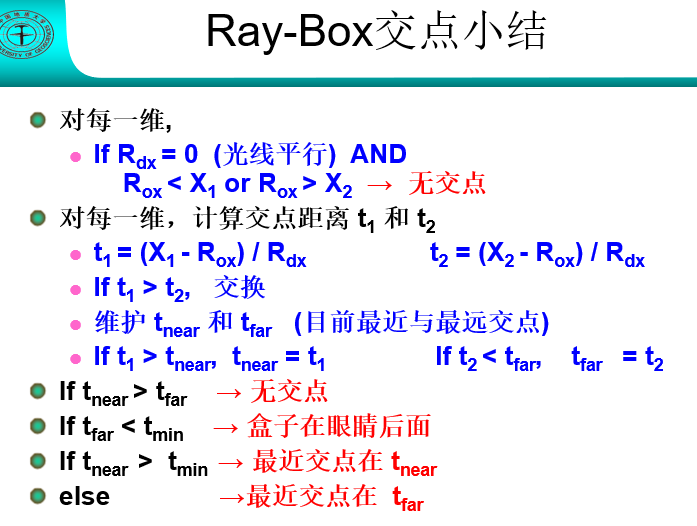 Ray-Box交点小结
对每一维,
If Rdx = 0 (光线平行) AND
Rox < X1 or Rox > X2 → 无交点
对每一维，计算交点距离 t1 和 t2
t1 = (X1 - Rox) / Rdx t2 = (X2 - Rox) / Rdx
If t1 > t2, 交换
维护 tnear 和 tfar (目前最近与最远交点)
If t1 > tnear, tnear = t1 If t2 < tfar, tfar = t2
If tnear > tfar → 无交点
If tfar < tmin → 盒子在眼睛后面
If tnear > tmin → 最近交点在 tnear
else →最近交点在 tfar